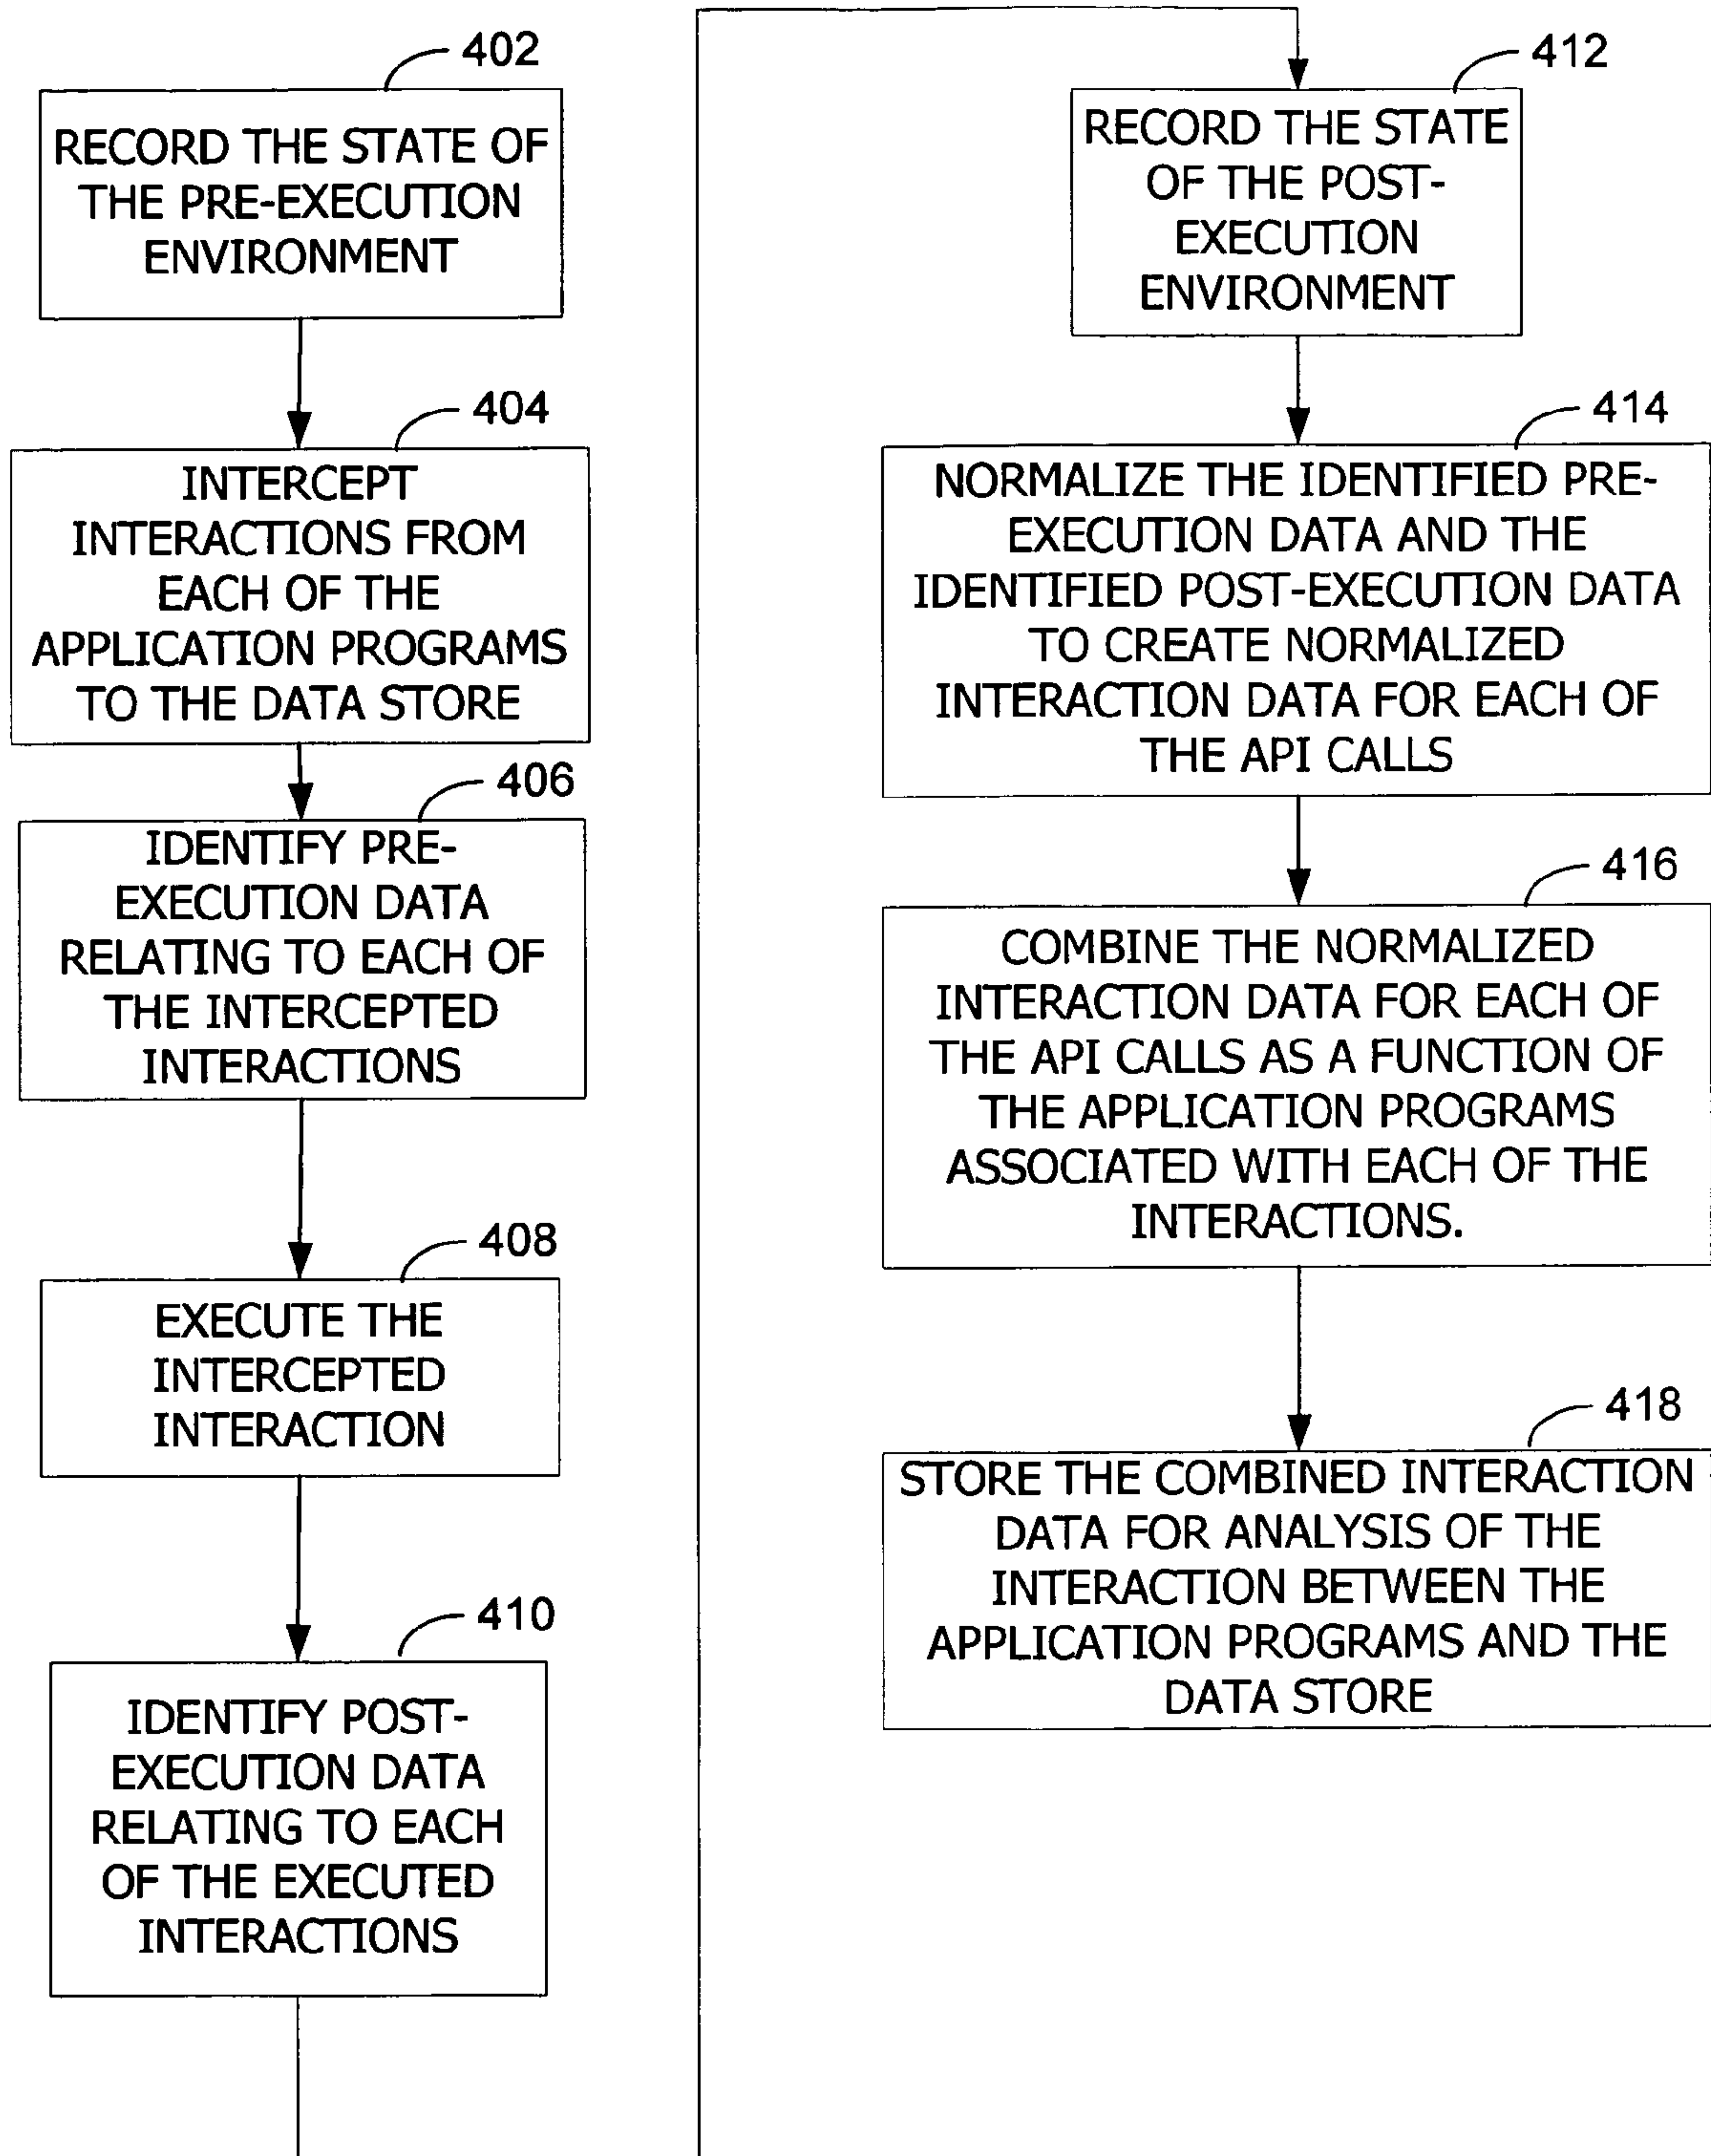 402
RECORD THE STATE OF
THE PRE-EXECUTION
ENVIRONMENT
404
INTERCEPT
INTERACTIONS FROM
EACH OF THE
APPLICATION PROGRAMS
TO THE DATA STORE
406
IDENTIFY PRE-
EXECUTION DATA
RELATING TO EACH OF
THE INTERCEPTED
INTERACTIONS
408
EXECUTE THE
INTERCEPTED
INTERACTION
410
IDENTIFY POST-
EXECUTION DATA
RELATING TO EACH
OF THE EXECUTED
INTERACTIONS
412
RECORD THE STATE
OF THE POST-
EXECUTION
ENVIRONMENT
414
NORMALIZE THE IDENTIFIED PRE-
EXECUTION DATA AND THE
IDENTIFIED POST-EXECUTION DATA
TO CREATE NORMALIZED
INTERACTION DATA FOR EACH OF
THE API CALLS
416
COMBINE THE NORMALIZED
INTERACTION DATA FOR EACH OF
THE API CALLS AS A FUNCTION OF
THE APPLICATION PROGRAMS
ASSOCIATED WITH EACH OF THE
INTERACTIONS.
418
STORE THE COMBINED INTERACTION
DATA FOR ANALYSIS OF THE
INTERACTION BETWEEN THE
APPLICATION PROGRAMS AND THE
DATA STORE